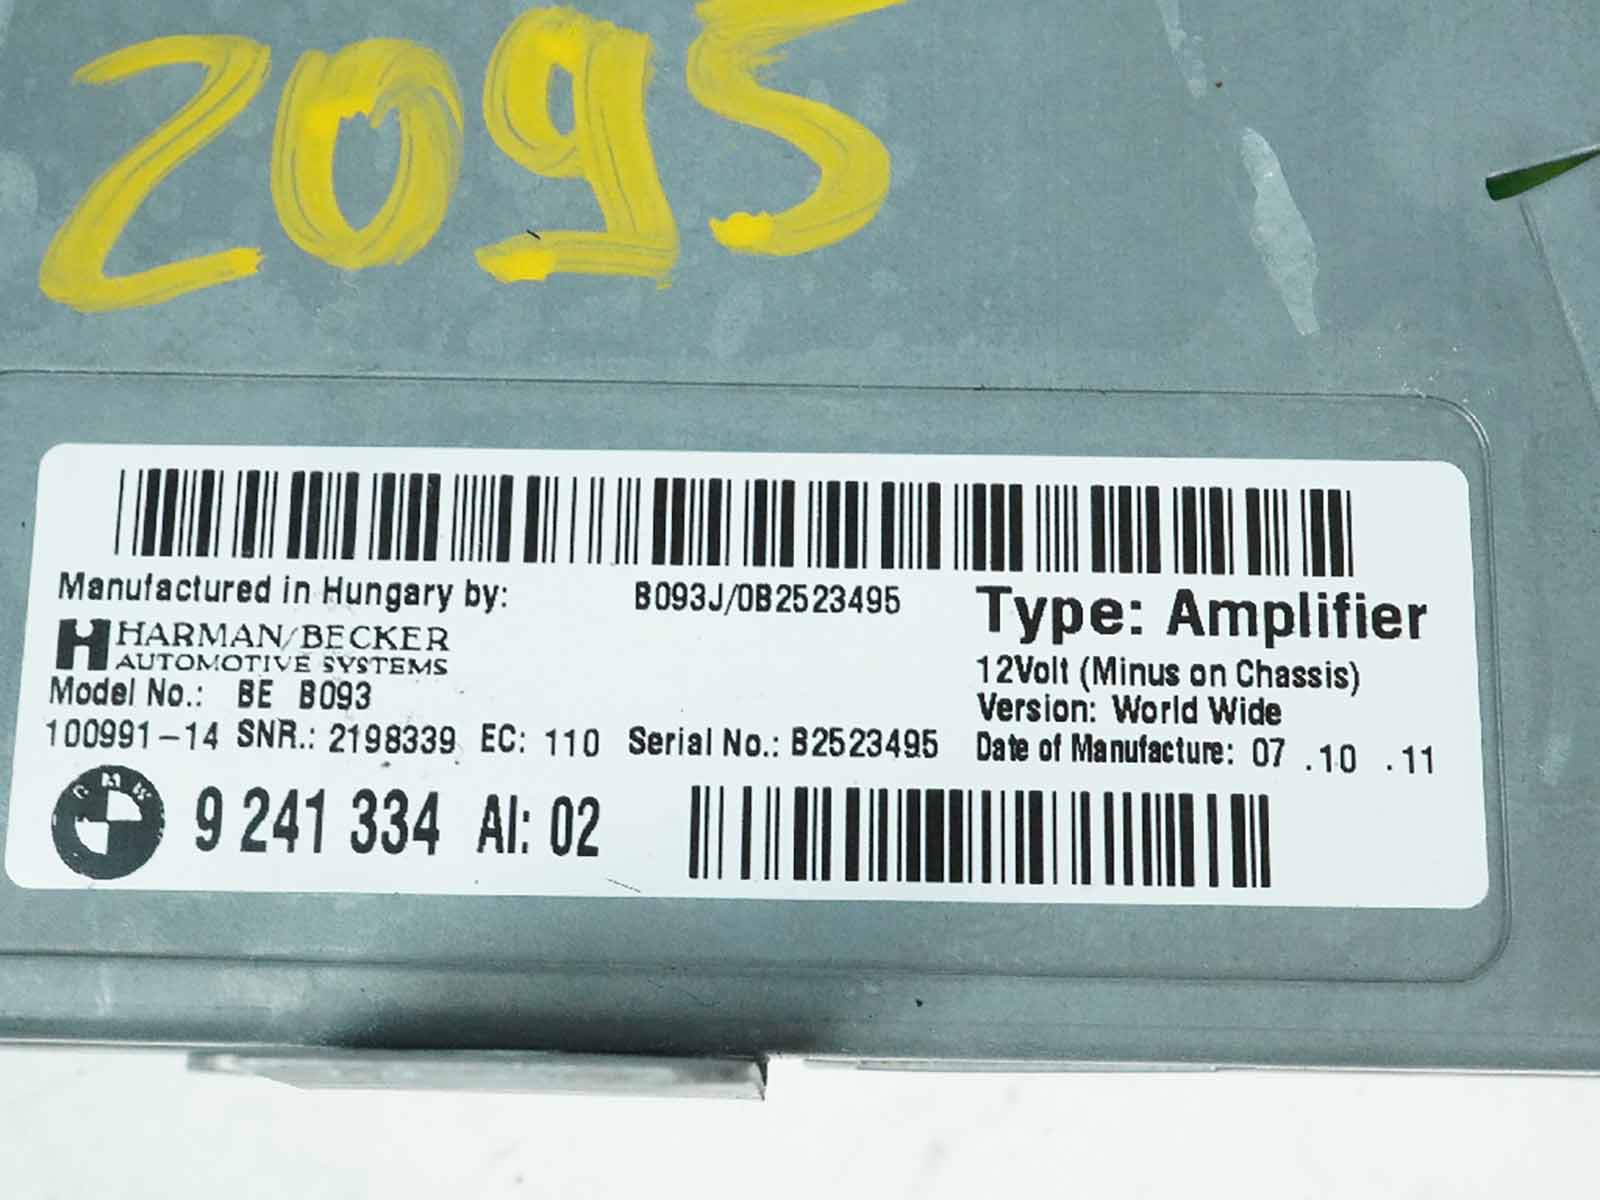 2095
Manufactured in Hungary by:
B093J/0B2523495
Type: Amplifier
HARMAN/BECKER
AUTOMOTIVE SYSTEMS
12Volt (Minus on Chassis)
Model No.: BE B093
Version: World Wide
100991-14 SNR.: 2198339 EC: 110 Serial No.: B2523495
Date of Manufacture: 07 .10 .11
BMW
9 241 334 AI: 02